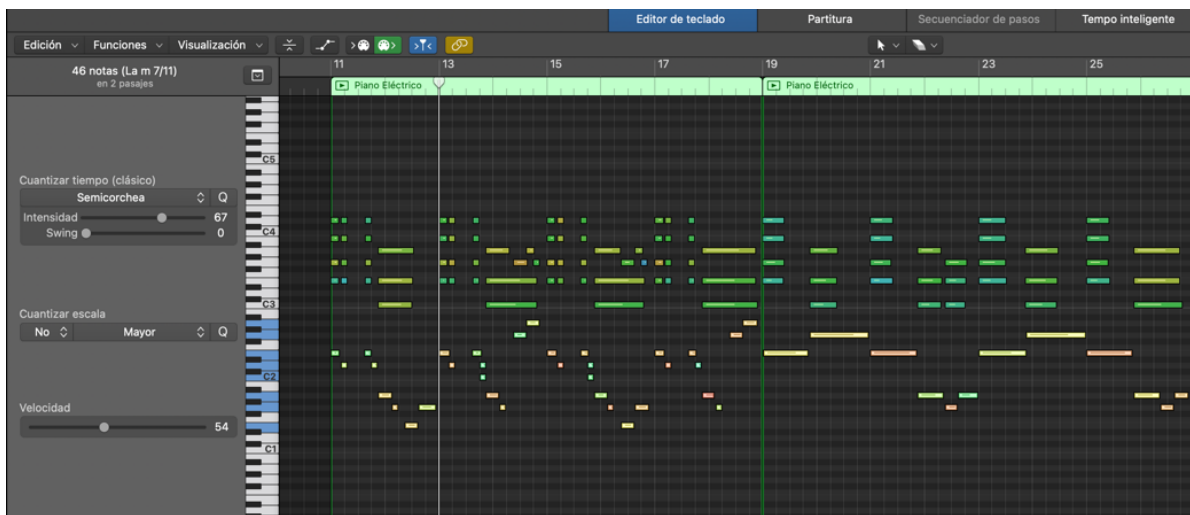 Editor de teclado Partitura Secuenciador de pasos Tempo inteligente
Edición Funciones Visualización
46 notas (La m 7/11)
en 2 pasajes
11 13 15 17 19 21 23 25
Piano Eléctrico Piano Eléctrico
C5
Cuantizar tiempo (clásico)
Semicorchea Q
Intensidad 67
Swing 0
C4
C3
Cuantizar escala
No Mayor Q
C2
Velocidad
54
C1